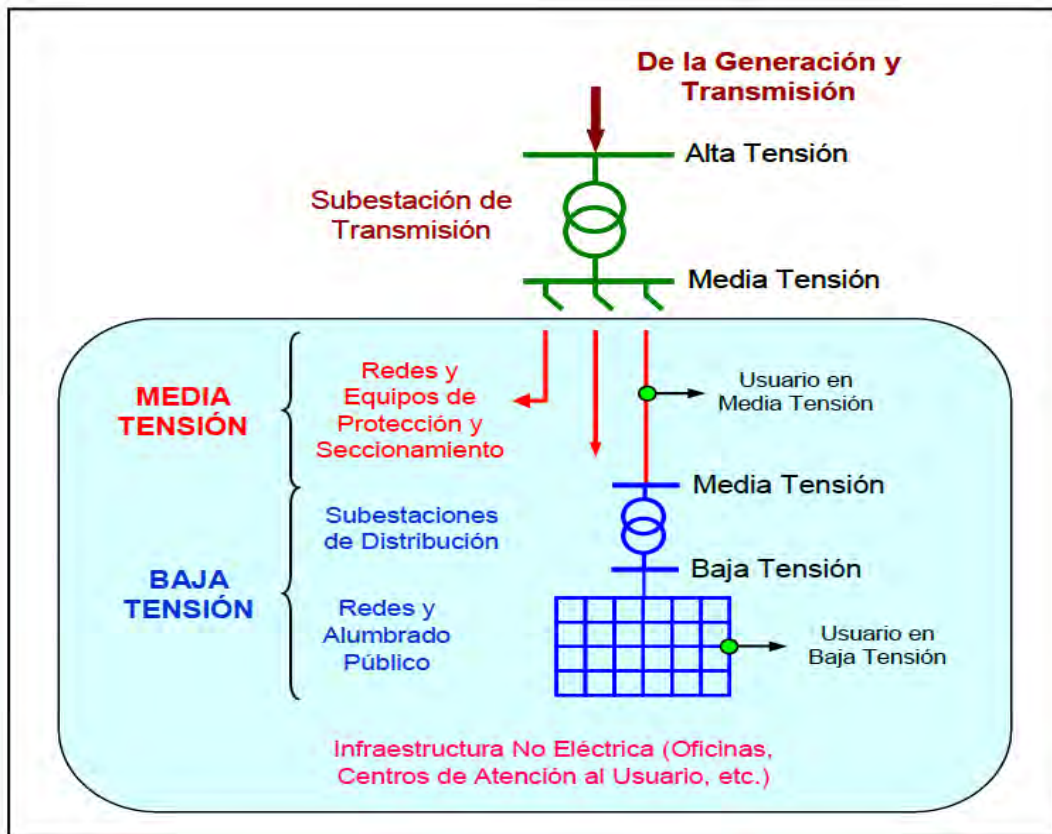 De la Generación y
Transmisión
Alta Tensión
Subestación de
Transmisión
Media Tensión
MEDIA
TENSIÓN
Redes y
Equipos de
Protección y
Seccionamiento
Usuario en
Media Tensión
Media Tensión
Subestaciones
de Distribución
Baja Tensión
BAJA
TENSIÓN
Redes y
Alumbrado
Público
Usuario en
Baja Tensión
Infraestructura No Eléctrica (Oficinas,
Centros de Atención al Usuario, etc.)